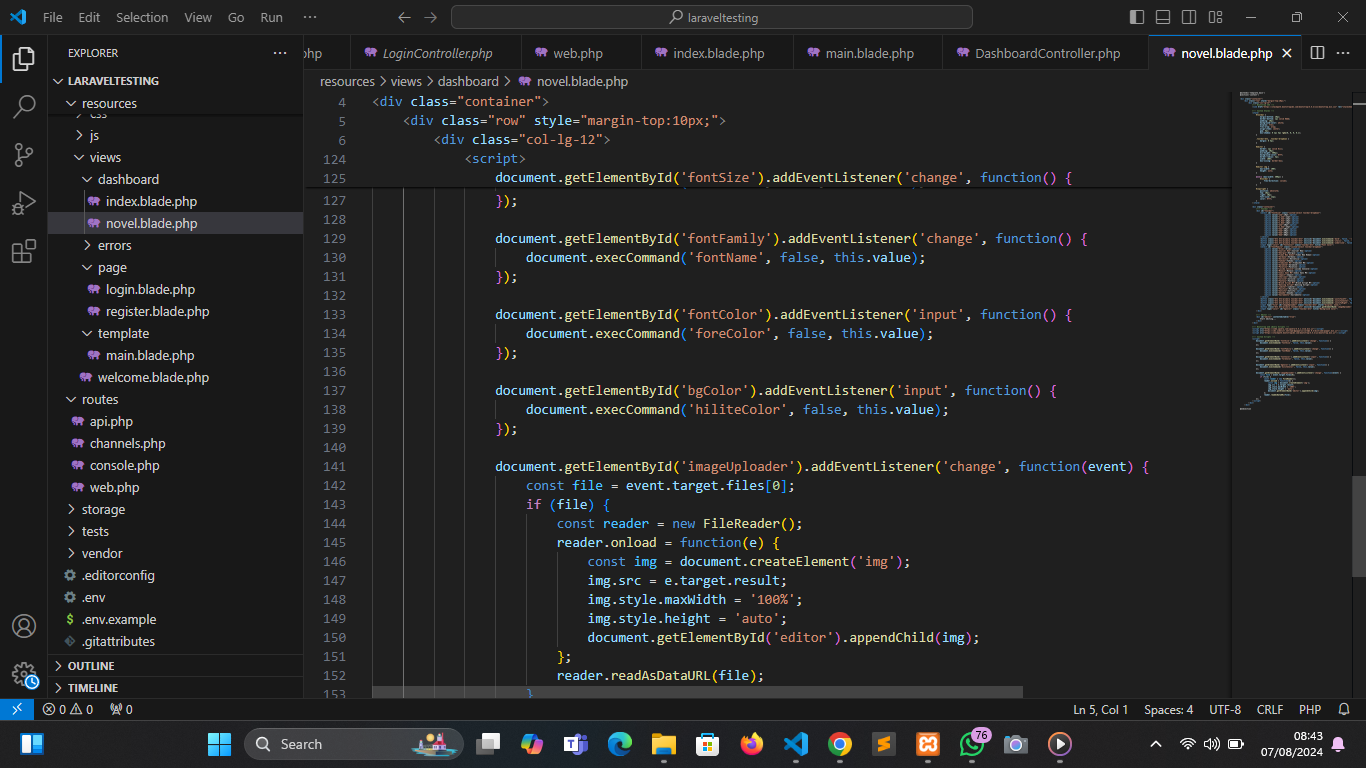 File Edit Selection View Go Run ··· laraveltesting
EXPLORER ···
hp LoginController.php web.php index.blade.php main.blade.php DashboardController.php novel.blade.php ···
LARAVELTESTING
resources
css
js
views
dashboard
index.blade.php
novel.blade.php
errors
page
login.blade.php
register.blade.php
template
main.blade.php
welcome.blade.php
routes
api.php
channels.php
console.php
web.php
storage
tests
vendor
.editorconfig
.env
.env.example
.gitattributes
OUTLINE
TIMELINE
resources > views > dashboard > novel.blade.php
4 <div class="container">
5 <div class="row" style="margin-top:10px;">
6 <div class="col-lg-12">
124 <script>
125 document.getElementById('fontSize').addEventListener('change', function() {
127 });
128
129 document.getElementById('fontFamily').addEventListener('change', function() {
130 document.execCommand('fontName', false, this.value);
131 });
132
133 document.getElementById('fontColor').addEventListener('input', function() {
134 document.execCommand('foreColor', false, this.value);
135 });
136
137 document.getElementById('bgColor').addEventListener('input', function() {
138 document.execCommand('hiliteColor', false, this.value);
139 });
140
141 document.getElementById('imageUploader').addEventListener('change', function(event) {
142 const file = event.target.files[0];
143 if (file) {
144 const reader = new FileReader();
145 reader.onload = function(e) {
146 const img = document.createElement('img');
147 img.src = e.target.result;
148 img.style.maxWidth = '100%';
149 img.style.height = 'auto';
150 document.getElementById('editor').appendChild(img);
151 };
152 reader.readAsDataURL(file);
153 }
0 0 0 Ln 5, Col 1 Spaces: 4 UTF-8 CRLF PHP
Search 76 08:43
07/08/2024